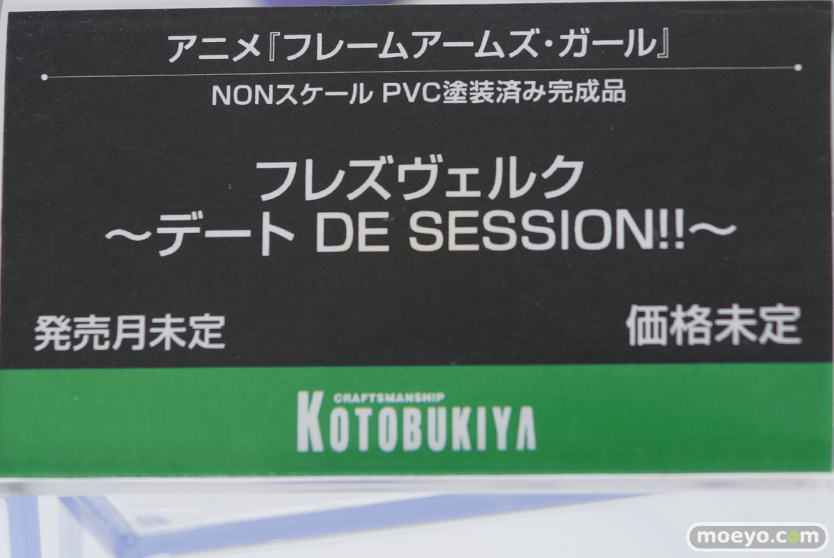 アニメ『フレームアームズ・ガール』
NONスケール PVC塗装済み完成品
フレズヴェルク
～デート DE SESSION!!～
発売月未定 価格未定
CRAFTSMANSHIP
KOTOBUKIYA
moeyo.com